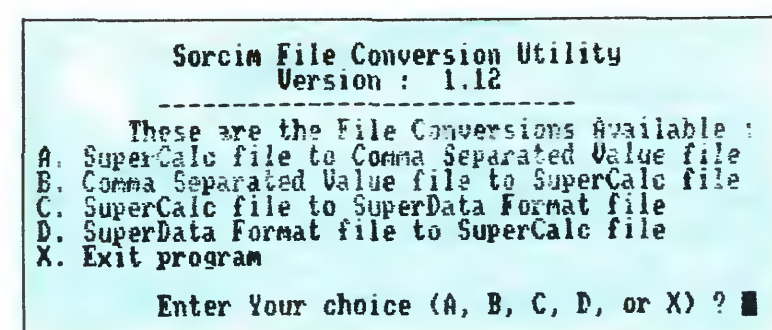 Sorcim File Conversion Utility
Version : 1.12
------------------------------
These are the File Conversions Available :
A. SuperCalc file to Comma Separated Value file
B. Comma Separated Value file to SuperCalc file
C. SuperCalc file to SuperData Format file
D. SuperData Format file to SuperCalc file
X. Exit program
Enter Your choice (A, B, C, D, or X) ?